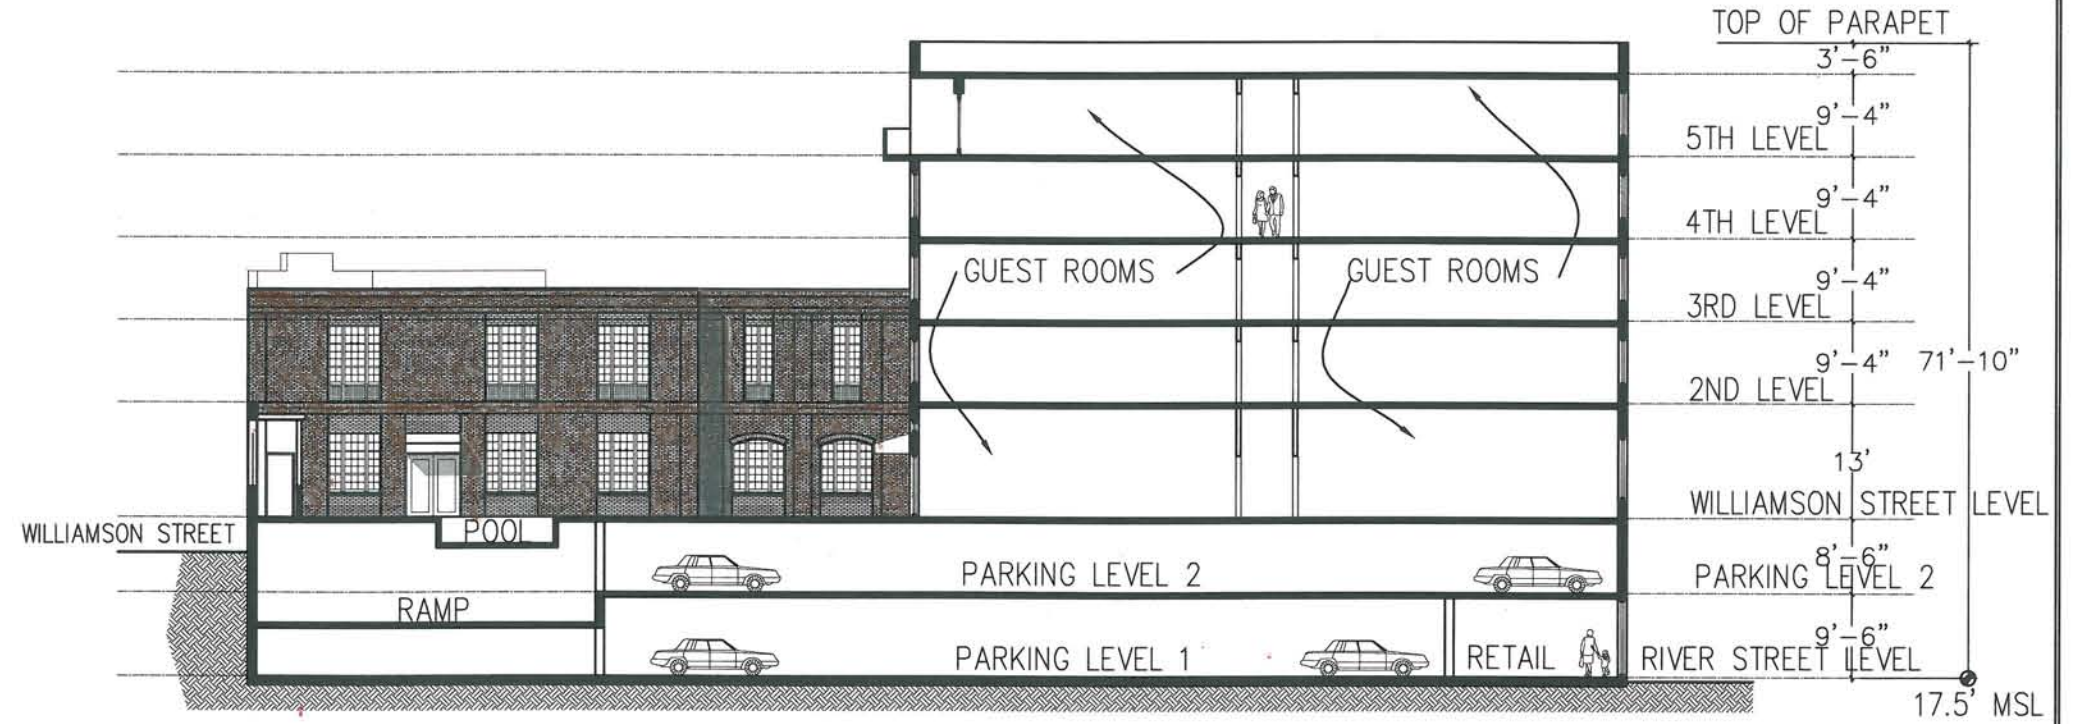 TOP OF PARAPET
3'-6"
9'-4"
5TH LEVEL
9'-4"
4TH LEVEL
GUEST ROOMS
GUEST ROOMS
9'-4"
3RD LEVEL
9'-4"
71'-10"
2ND LEVEL
13'
WILLIAMSON STREET LEVEL
WILLIAMSON STREET
POOL
8'-6"
PARKING LEVEL 2
PARKING LEVEL 2
RAMP
9'-6"
PARKING LEVEL 1
RETAIL
RIVER STREET LEVEL
17.5' MSL